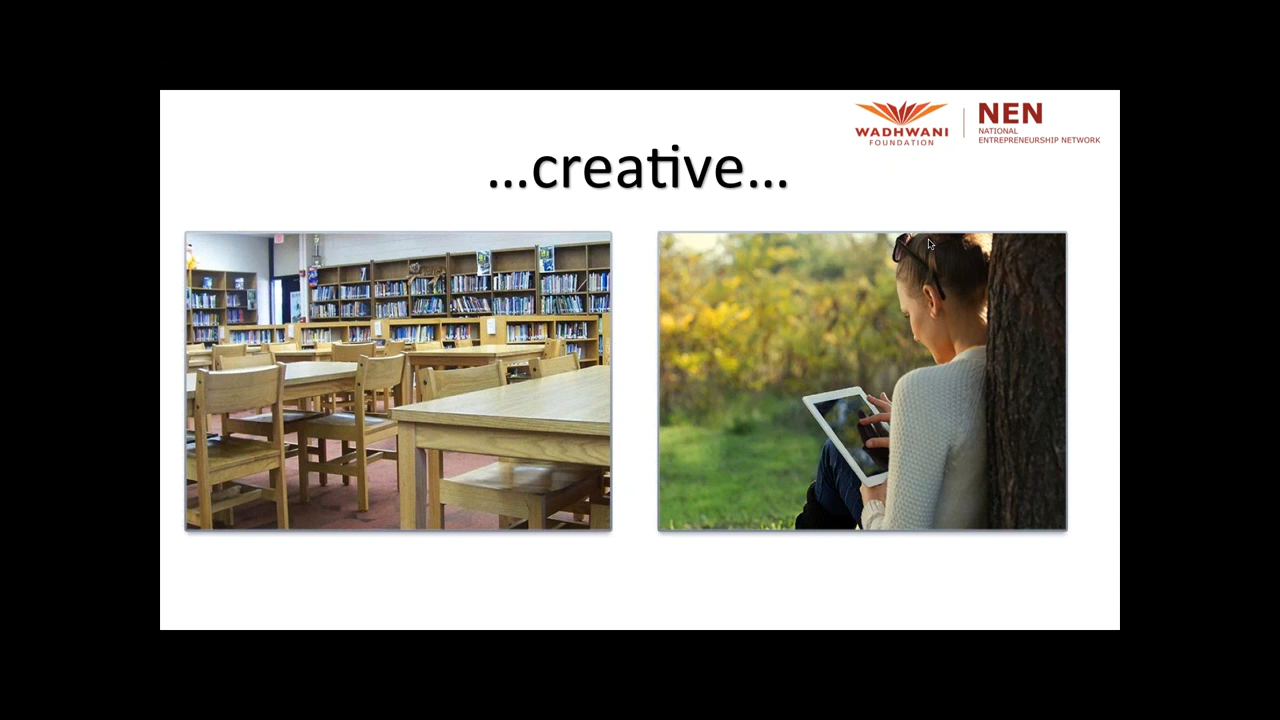 WADHWANI
FOUNDATION
NEN
NATIONAL
ENTREPRENEURSHIP NETWORK
...creative...